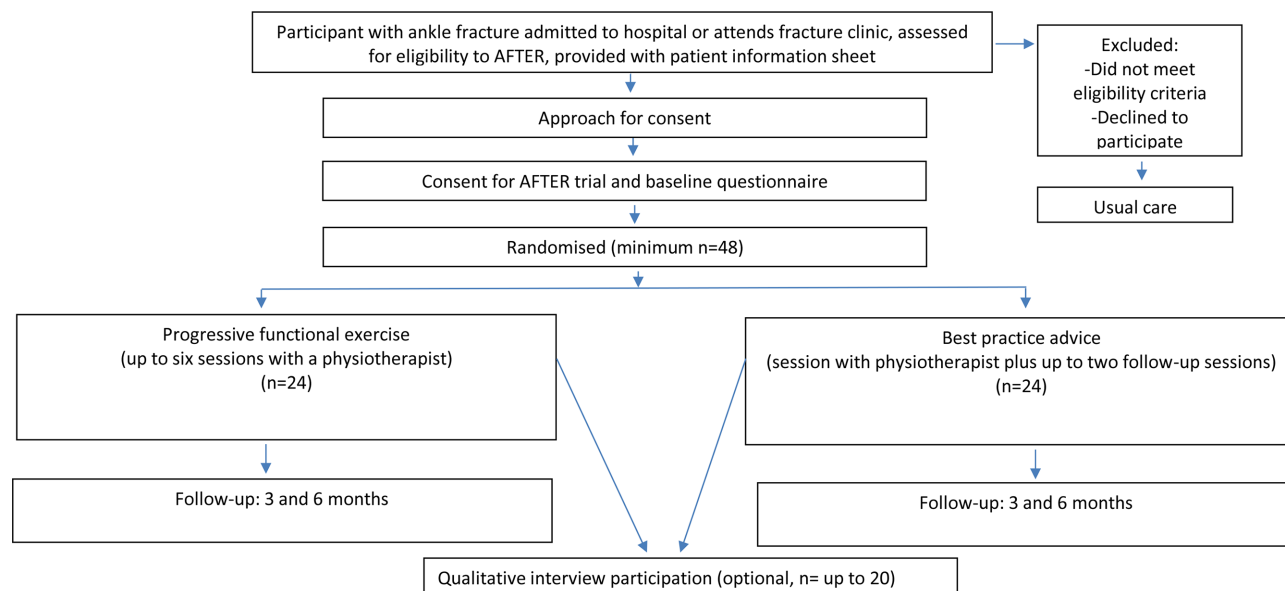 Participant with ankle fracture admitted to hospital or attends fracture clinic, assessed
for eligibility to AFTER, provided with patient information sheet
Excluded:
-Did not meet
eligibility criteria
-Declined to
participate
Approach for consent
Consent for AFTER trial and baseline questionnaire
Usual care
Randomised (minimum n=48)
Progressive functional exercise
(up to six sessions with a physiotherapist)
(n=24)
Best practice advice
(session with physiotherapist plus up to two follow-up sessions)
(n=24)
Follow-up: 3 and 6 months
Follow-up: 3 and 6 months
Qualitative interview participation (optional, n= up to 20)